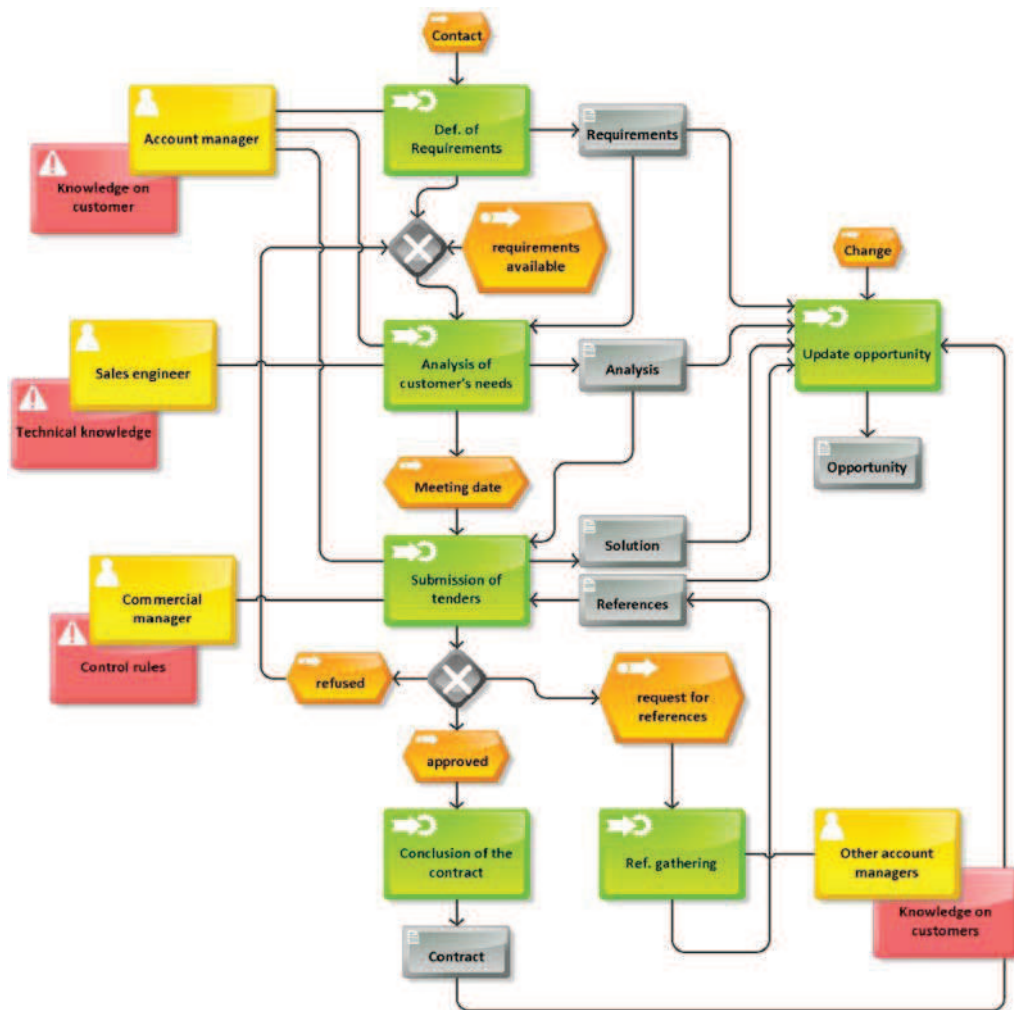 Contact
Def. of
Requirements
Requirements
Account manager
Knowledge on
customer
requirements
available
Change
Analysis of
customer's needs
Analysis
Update opportunity
Sales engineer
Technical knowledge
Opportunity
Meeting date
Solution
Submission of
tenders
References
Commercial
manager
Control rules
refused
request for
references
approved
Conclusion of the
contract
Ref. gathering
Other account
managers
Knowledge on
customers
Contract